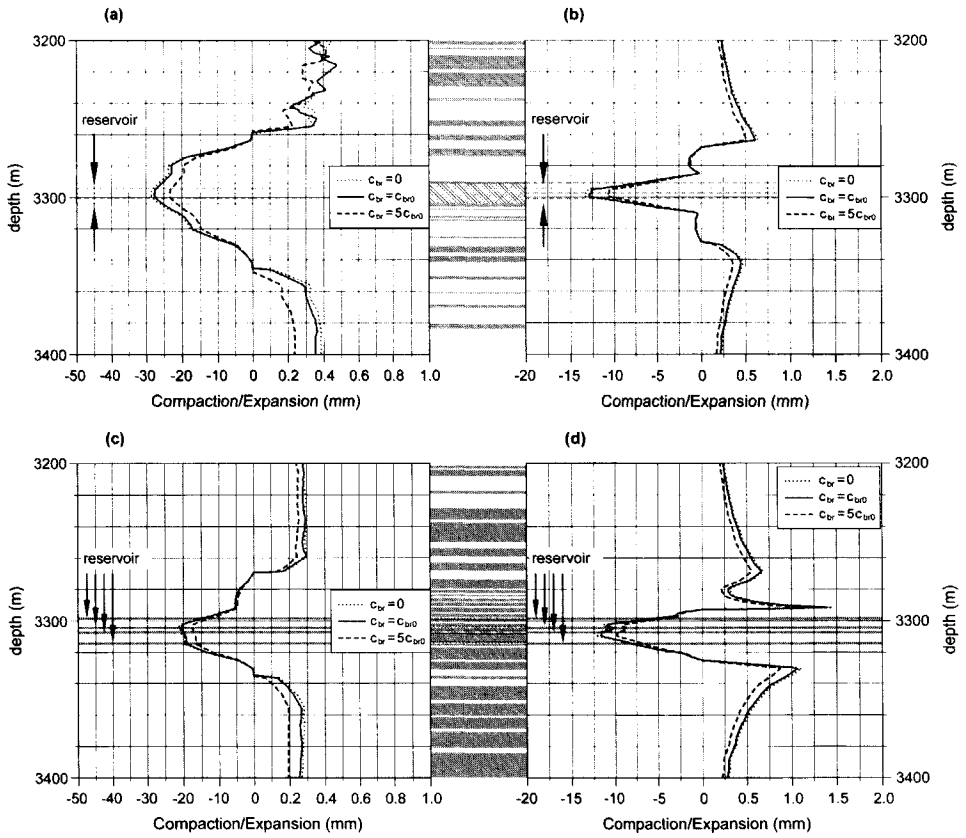 (a)
(b)
3200
3200
reservoir
reservoir
depth (m)
3300
3300
depth (m)
c_br = 0
c_br = c_br0
c_br = 5c_br0
c_br = 0
c_br = c_br0
c_br = 5c_br0
3400
3400
-50 -40 -30 -20 -10 0 0.2 0.4 0.6 0.8 1.0
-20 -15 -10 -5 0 0.5 1.0 1.5 2.0
Compaction/Expansion (mm)
Compaction/Expansion (mm)
(c)
(d)
3200
3200
c_br = 0
c_br = c_br0
c_br = 5c_br0
reservoir
reservoir
depth (m)
3300
3300
depth (m)
c_br = 0
c_br = c_br0
c_br = 5c_br0
3400
3400
-50 -40 -30 -20 -10 0 0.2 0.4 0.6 0.8 1.0
-20 -15 -10 -5 0 0.5 1.0 1.5 2.0
Compaction/Expansion (mm)
Compaction/Expansion (mm)